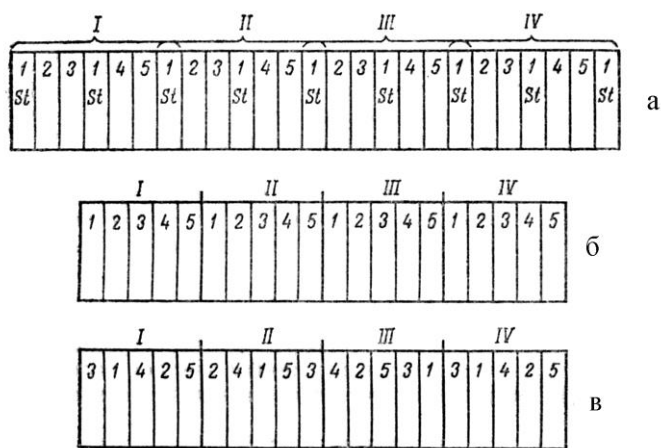 I II III IV
1 2 3 1 4 5 1 2 3 1 4 5 1 2 3 1 4 5 1 2 3 1 4 5 1
St St St St St St St St St
а
I II III IV
1 2 3 4 5 1 2 3 4 5 1 2 3 4 5 1 2 3 4 5
б
I II III IV
3 1 4 2 5 2 4 1 5 3 4 2 5 3 1 3 1 4 2 5
в